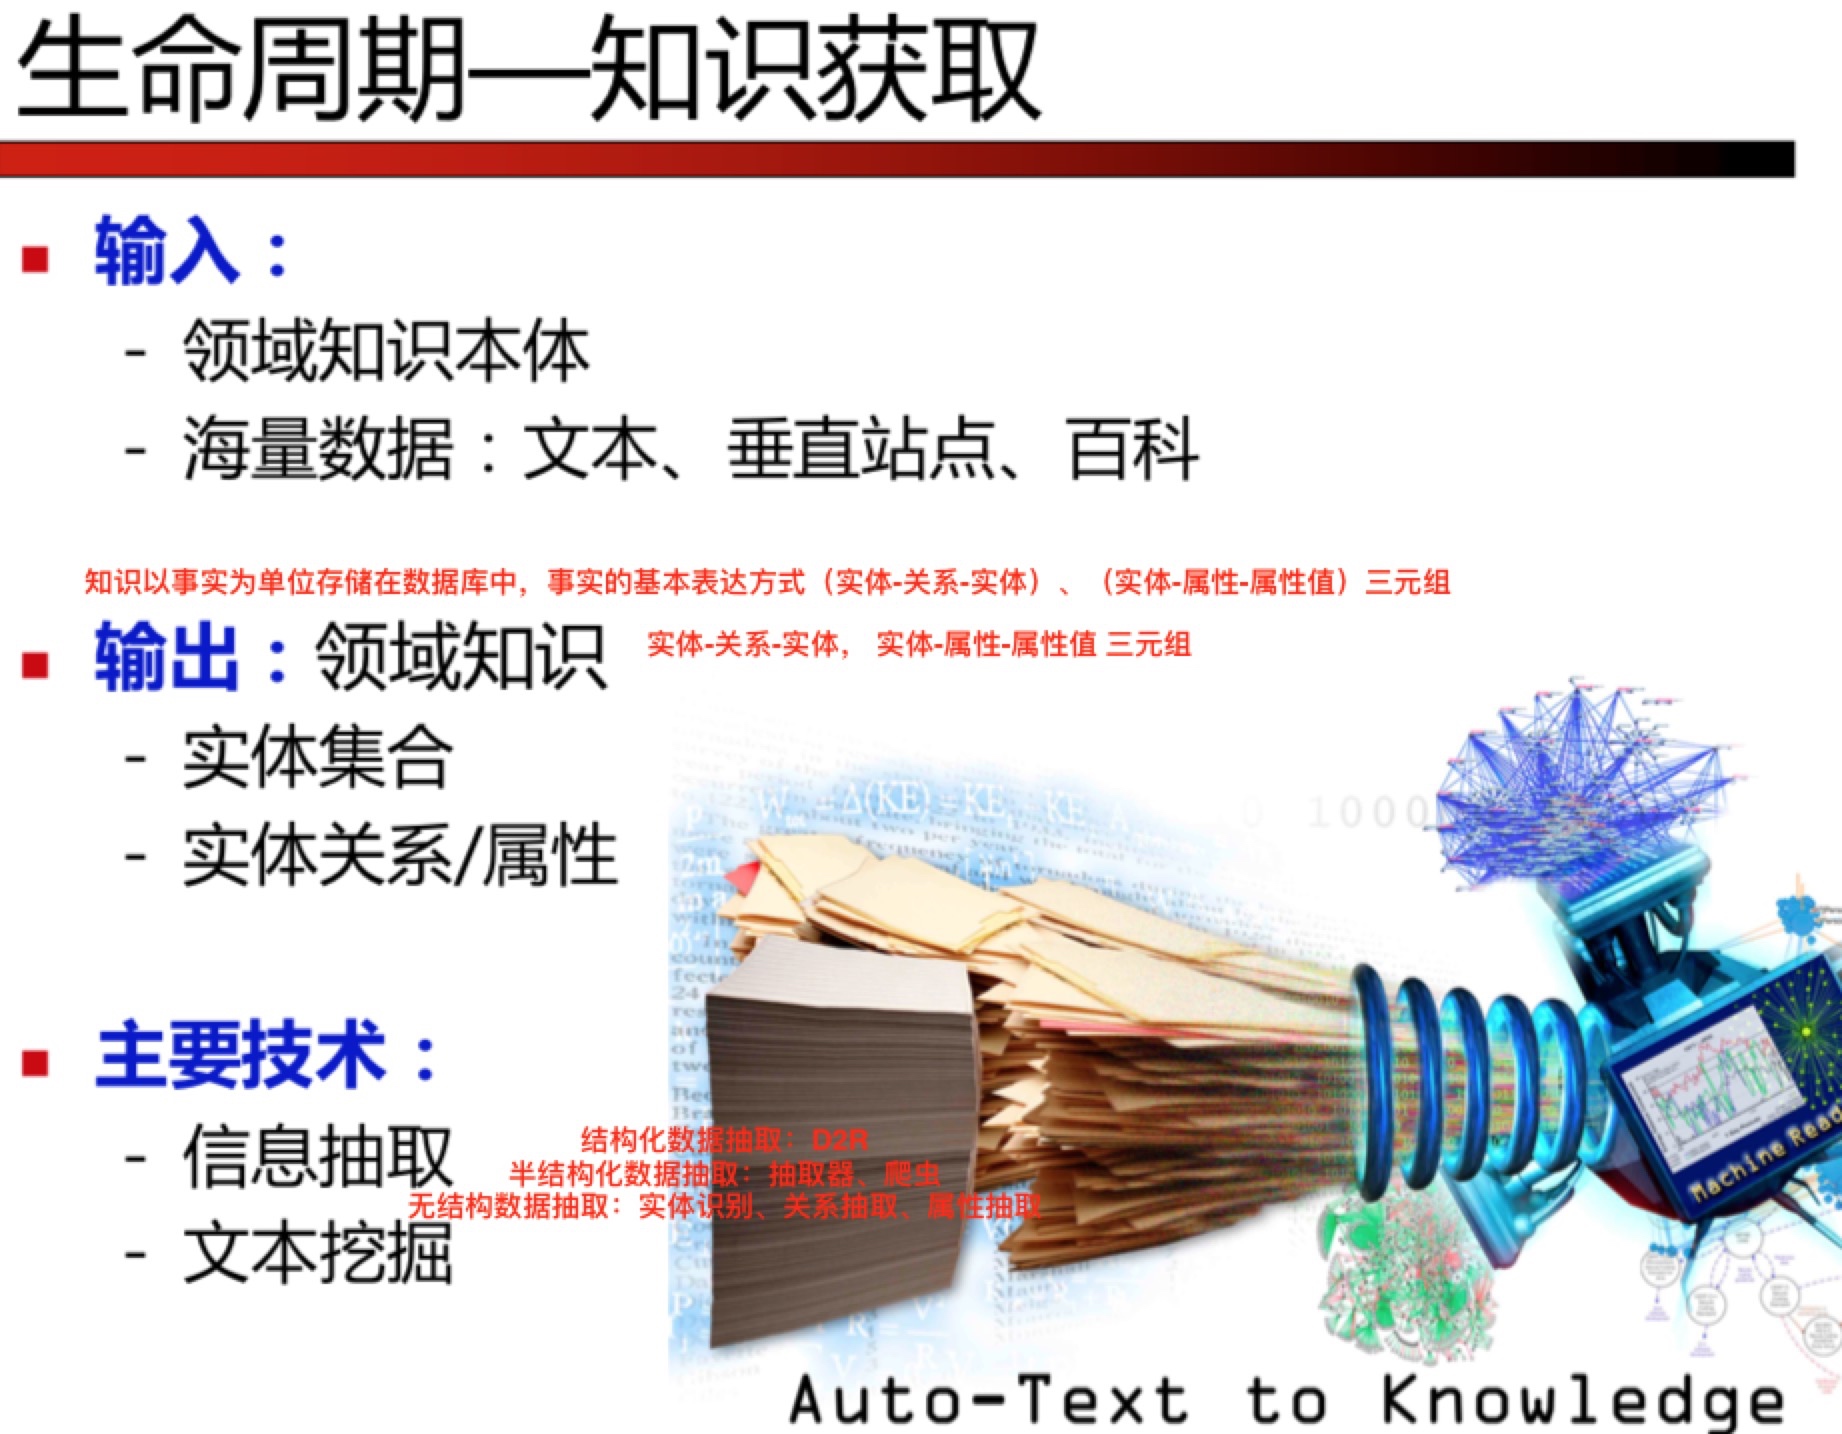 生命周期—知识获取
输入：
- 领域知识本体
- 海量数据：文本、垂直站点、百科
知识以事实为单位存储在数据库中，事实的基本表达方式（实体-关系-实体）、（实体-属性-属性值）三元组
输出：领域知识
实体-关系-实体， 实体-属性-属性值 三元组
- 实体集合
- 实体关系/属性
主要技术：
- 信息抽取
结构化数据抽取：D2R
半结构化数据抽取：抽取器、爬虫
无结构数据抽取：实体识别、关系抽取、属性抽取
- 文本挖掘
Auto-Text to Knowledge